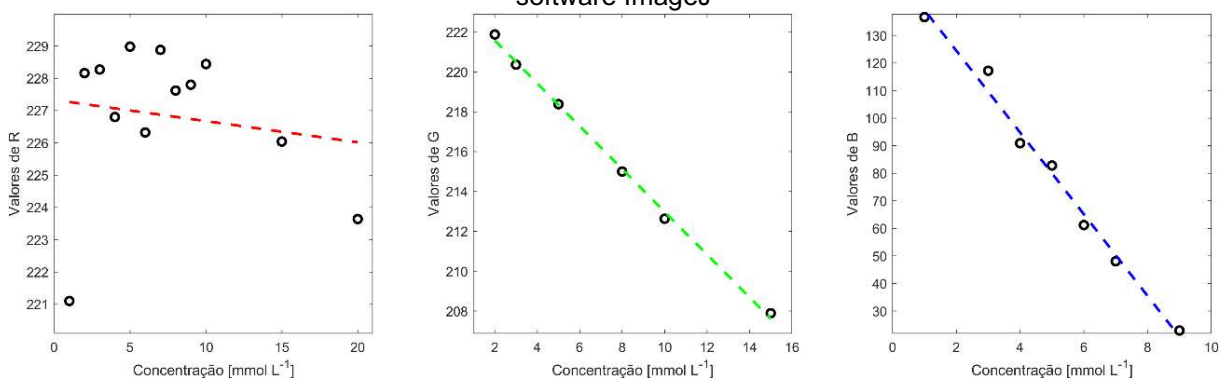 software ImageJ
Valores de R
229
228
227
226
225
224
223
222
221
0 5 10 15 20
Concentração [mmol L-1]
Valores de G
222
220
218
216
214
212
210
208
2 4 6 8 10 12 14 16
Concentração [mmol L-1]
Valores de B
130
120
110
100
90
80
70
60
50
40
30
0 2 4 6 8 10
Concentração [mmol L-1]